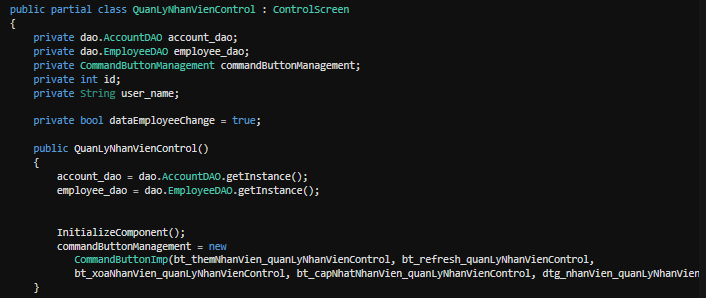 public partial class QuanLyNhanVienControl : ControlScreen
{
private dao.AccountDAO account_dao;
private dao.EmployeeDAO employee_dao;
private CommandButtonManagement commandButtonManagement;
private int id;
private String user_name;
private bool dataEmployeeChange = true;
public QuanLyNhanVienControl()
{
account_dao = dao.AccountDAO.getInstance();
employee_dao = dao.EmployeeDAO.getInstance();
InitializeComponent();
commandButtonManagement = new
CommandButtonImp(bt_themNhanVien_quanLyNhanVienControl, bt_refresh_quanLyNhanVienControl,
bt_xoaNhanVien_quanLyNhanVienControl, bt_capNhatNhanVien_quanLyNhanVienControl, dtg_nhanVien_quanLyNhanVien
}